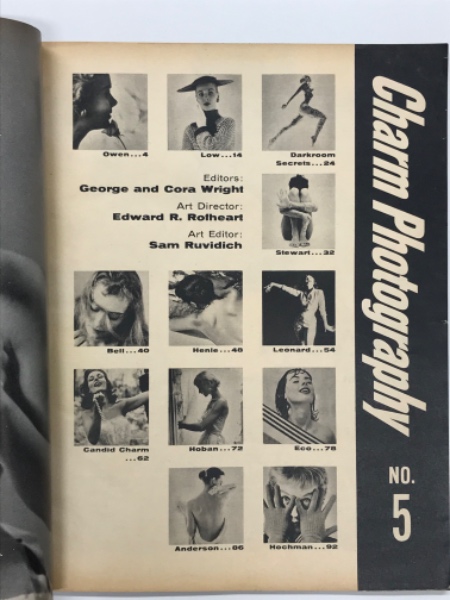 Owen...4
Low...14
Darkroom
Secrets...24
Editors:
George and Cora Wright
Art Director:
Edward R. Rofheart
Art Editor:
Sam Ruvidich
Stewart...32
Bell...40
Henle...48
Leonard...54
Candid Charm
...62
Hoban...72
Eco...78
Anderson...86
Hochman...92
Charm Photography
NO.
5